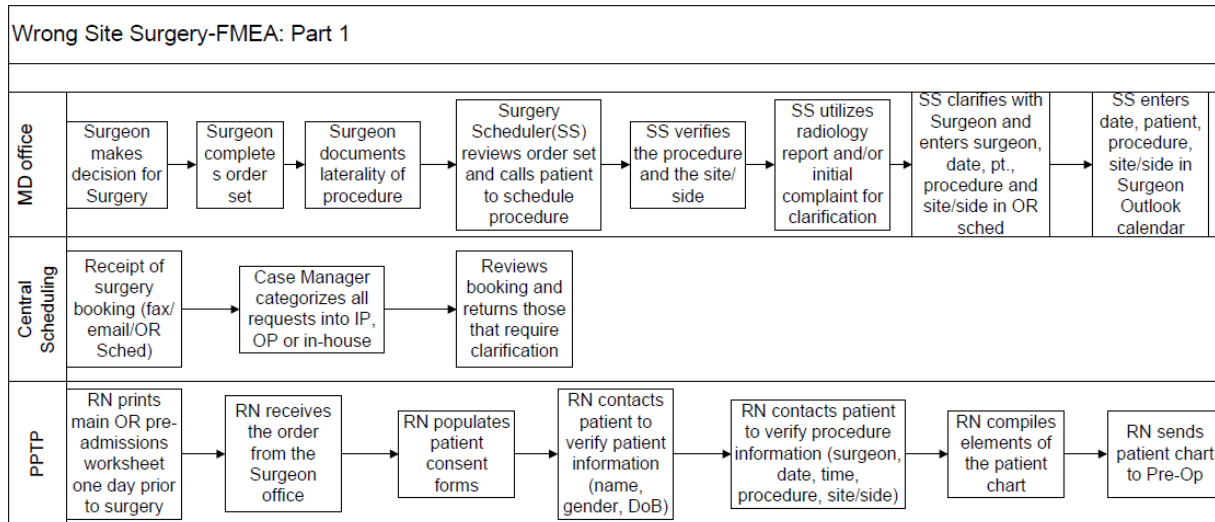 Wrong Site Surgery-FMEA: Part 1
MD office
Surgeon
makes
decision for
Surgery
Surgeon
complete
s order
set
Surgeon
documents
laterality of
procedure
Surgery
Scheduler(SS)
reviews order set
and calls patient
to schedule
procedure
SS verifies
the procedure
and the site/
side
SS utilizes
radiology
report and/or
initial
complaint for
clarification
SS clarifies with
Surgeon and
enters surgeon,
date, pt.,
procedure and
site/side in OR
sched
SS enters
date, patient,
procedure,
site/side in
Surgeon
Outlook
calendar
Central
Scheduling
Receipt of
surgery
booking (fax/
email/OR
Sched)
Case Manager
categorizes all
requests into IP,
OP or in-house
Reviews
booking and
returns those
that require
clarification
PPTP
RN prints
main OR pre-
admissions
worksheet
one day prior
to surgery
RN receives
the order
from the
Surgeon
office
RN populates
patient
consent
forms
RN contacts
patient to
verify patient
information
(name,
gender, DoB)
RN contacts patient
to verify procedure
information (surgeon,
date, time,
procedure, site/side)
RN compiles
elements of
the patient
chart
RN sends
patient chart
to Pre-Op